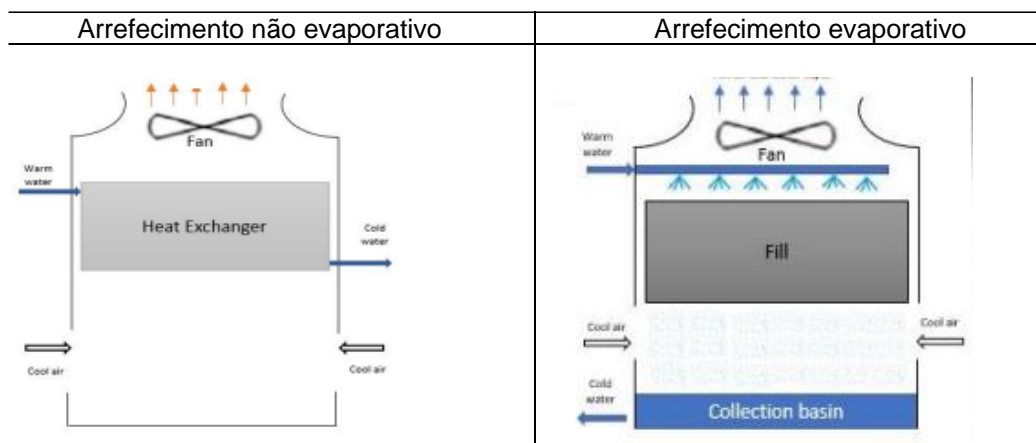 Arrefecimento não evaporativo
Fan
Warm
water
Heat Exchanger
Cold
water
Cool air
Cool air
Arrefecimento evaporativo
Warm
water
Fan
Fill
Cool air
Cool air
Cold
water
Collection basin